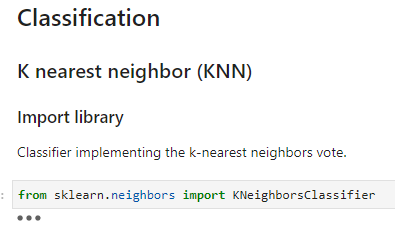 Classification
K nearest neighbor (KNN)
Import library
Classifier implementing the k-nearest neighbors vote.
: from sklearn.neighbors import KNeighborsClassifier